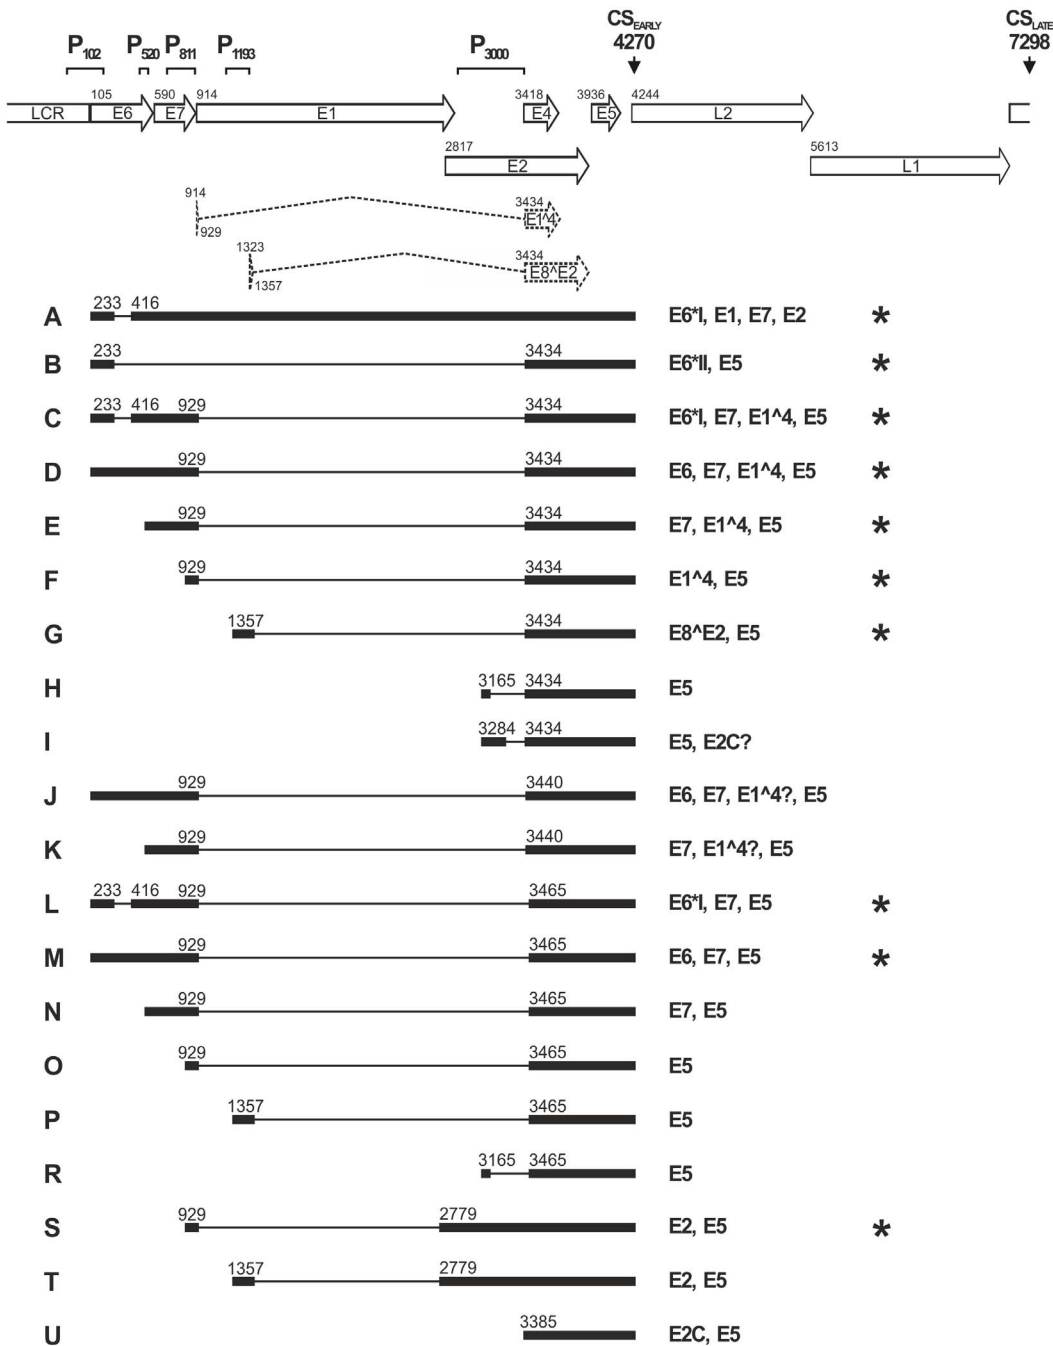 CS_EARLY CS_LATE
P_102 P_520 P_811 P_1193 P_3000 4270 7298
105 590 914 3418 3936 4244
LCR E6 E7 E1 E4 E5 L2
2817 5613
E2 L1
914 3434
E1^4
929
1323 3434
E8^E2
1357
A 233 416 E6*I, E1, E7, E2 *
B 233 3434 E6*II, E5 *
C 233 416 929 3434 E6*I, E7, E1^4, E5 *
D 929 3434 E6, E7, E1^4, E5 *
E 929 3434 E7, E1^4, E5 *
F 929 3434 E1^4, E5 *
G 1357 3434 E8^E2, E5 *
H 3165 3434 E5
I 3284 3434 E5, E2C?
J 929 3440 E6, E7, E1^4?, E5
K 929 3440 E7, E1^4?, E5
L 233 416 929 3465 E6*I, E7, E5 *
M 929 3465 E6, E7, E5 *
N 929 3465 E7, E5
O 929 3465 E5
P 1357 3465 E5
R 3165 3465 E5
S 929 2779 E2, E5 *
T 1357 2779 E2, E5
U 3385 E2C, E5